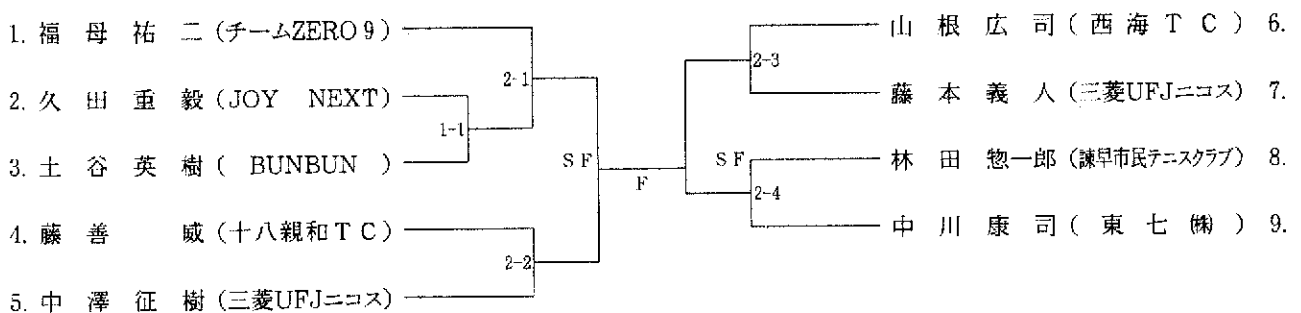 1. 福母祐二 (チームZERO9)
2-1
2. 久田重毅 (JOY NEXT)
1-1
3. 土谷英樹 ( BUNBUN )
SF
4. 藤善 威 (十八親和TC)
2-2
5. 中澤征樹 (三菱UFJニコス)
F
山根広司 (西海TC) 6.
2-3
藤本義人 (三菱UFJニコス) 7.
SF
林田惣一郎 (諫早市民テニスクラブ) 8.
2-4
中川康司 (東七㈱) 9.